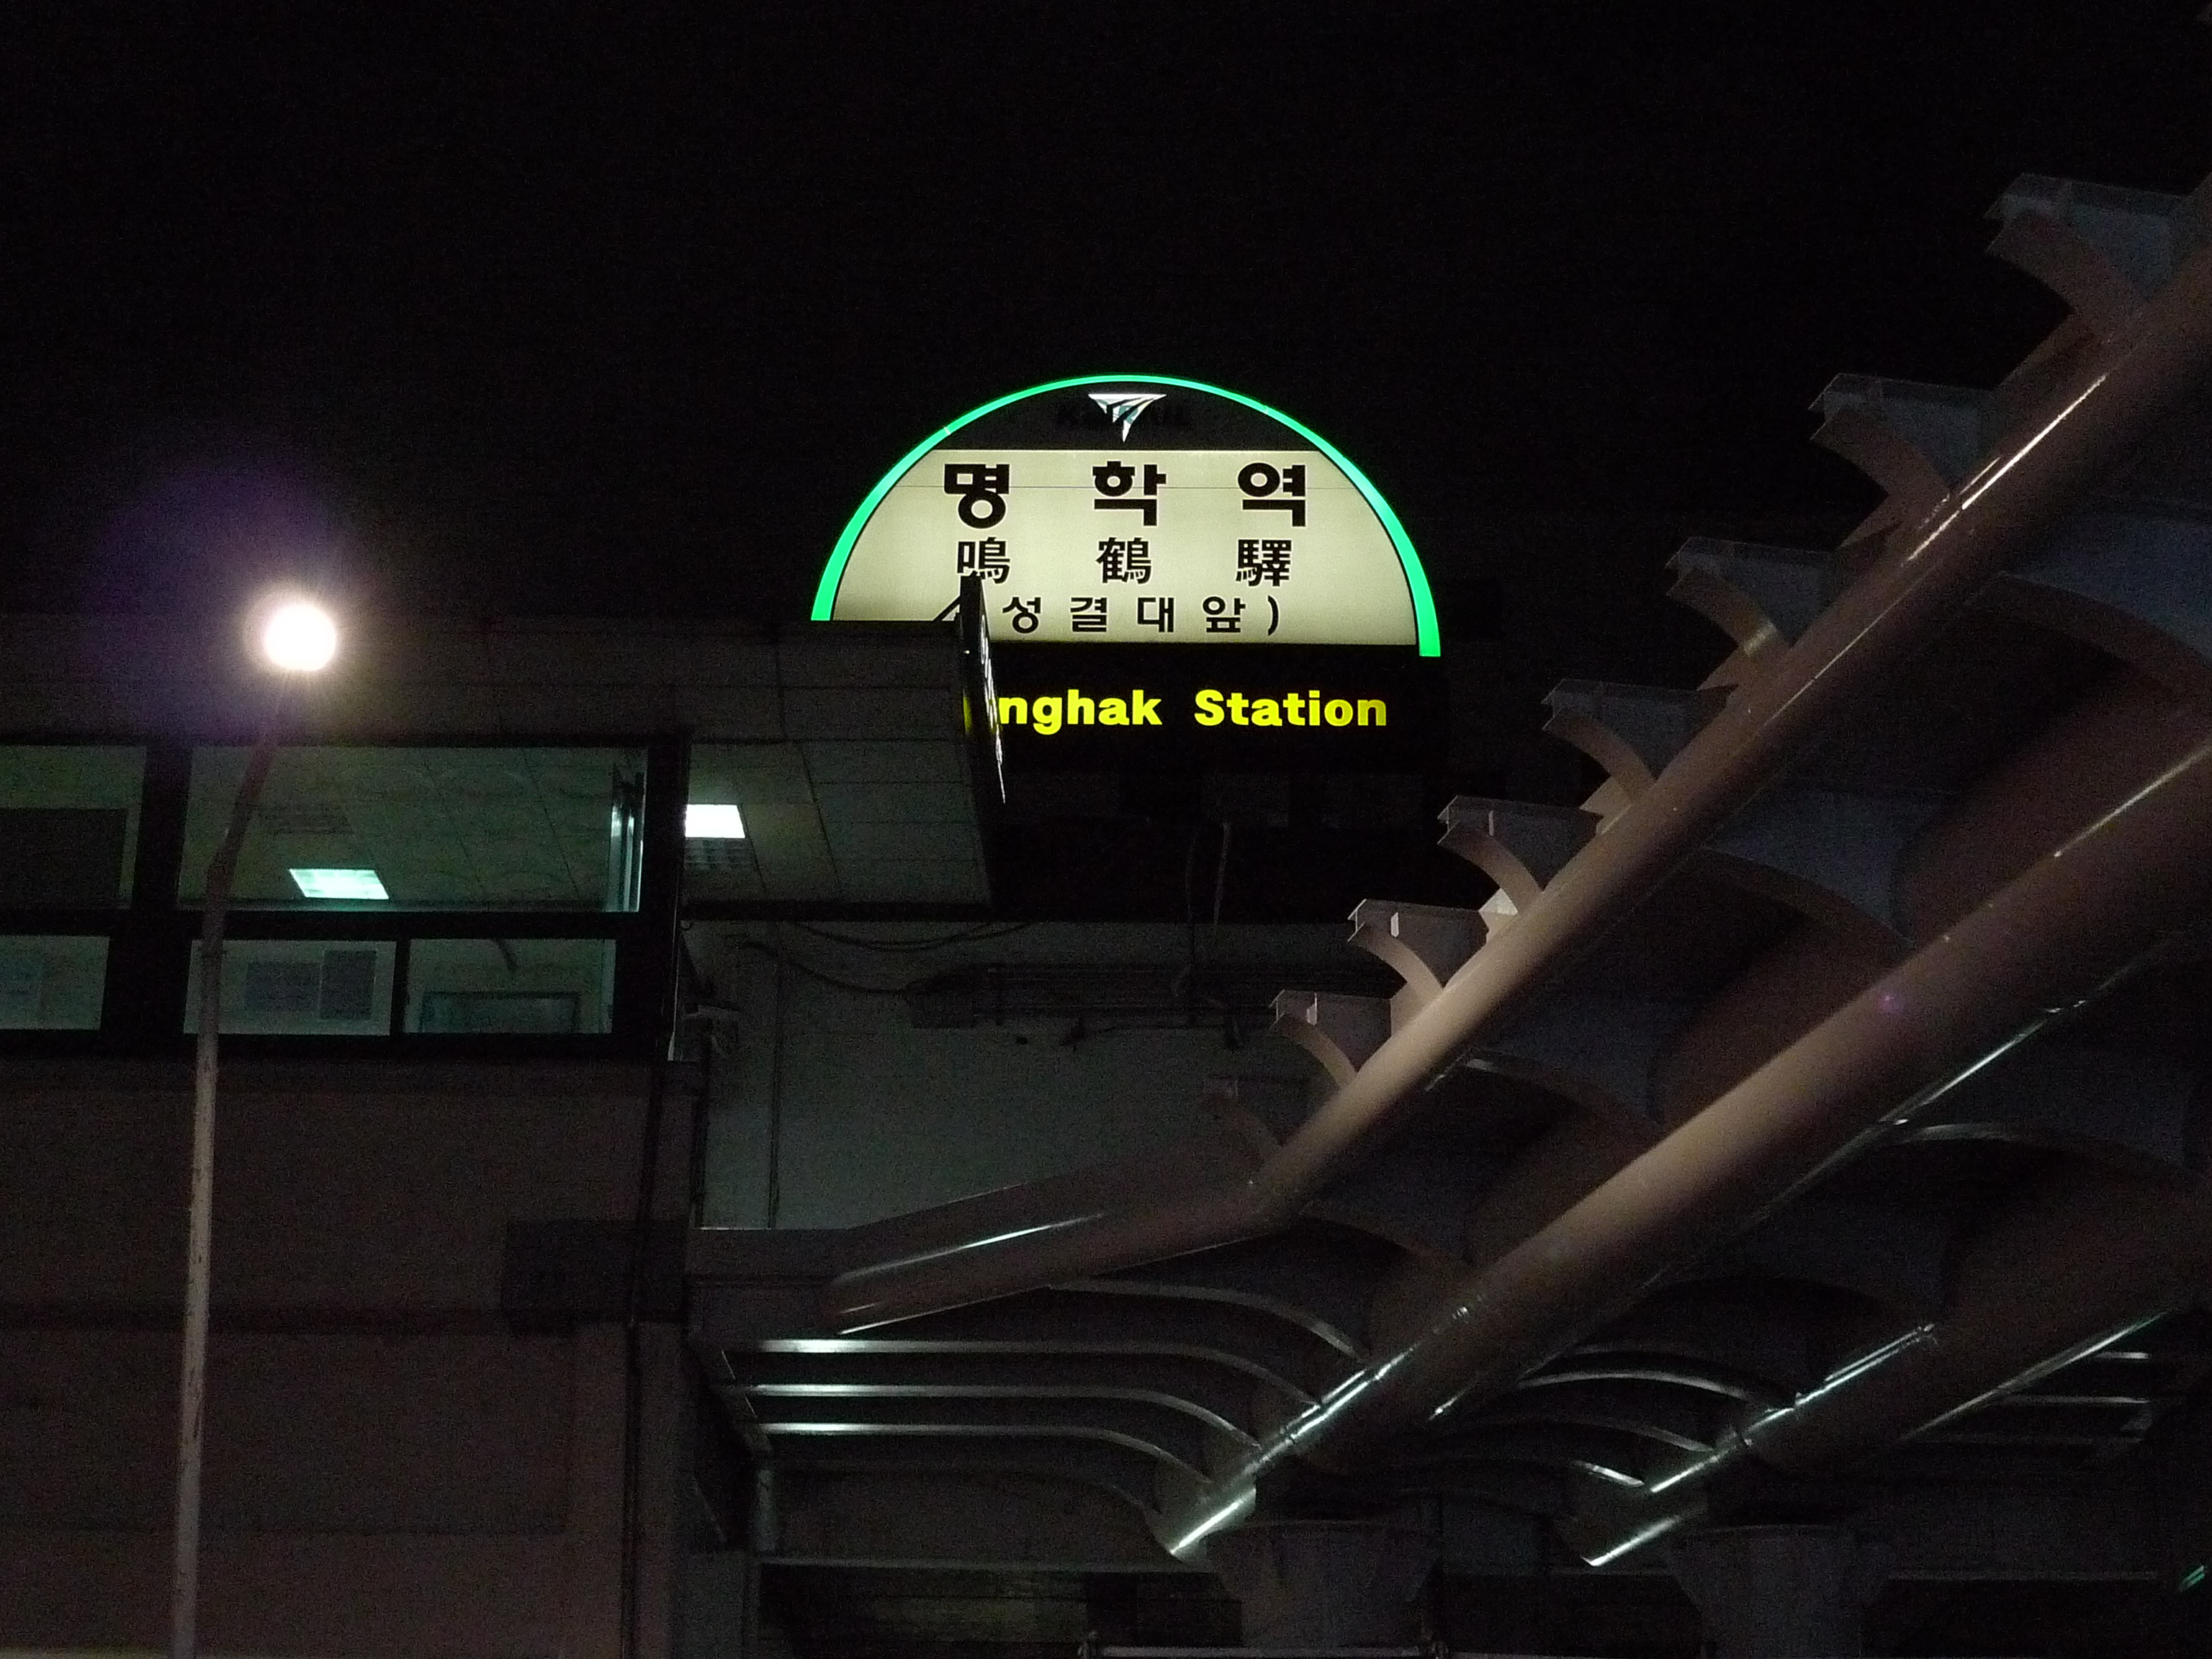 명 학 역
鳴 鶴 驛
성 결 대 앞 )
nghak Station